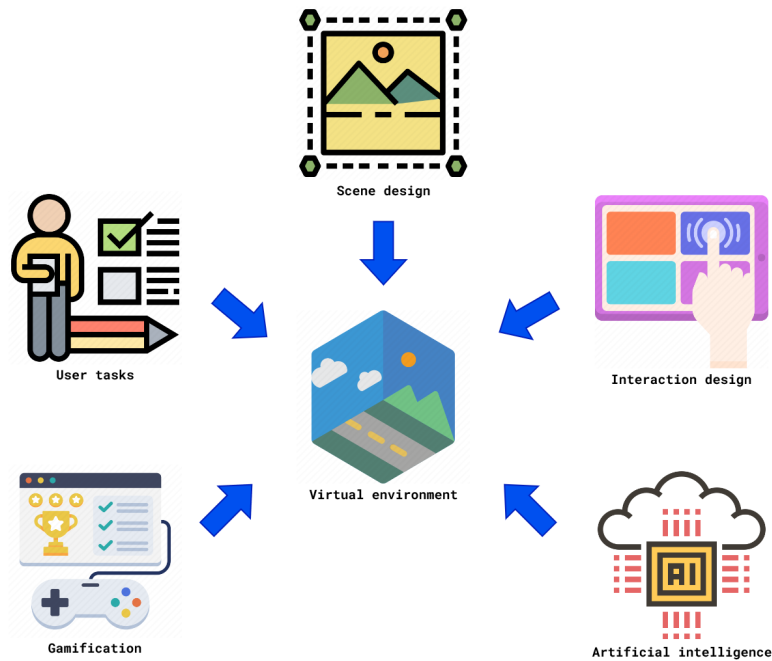 Scene design
User tasks
Interaction design
Virtual environment
AI
Gamification
Artificial intelligence